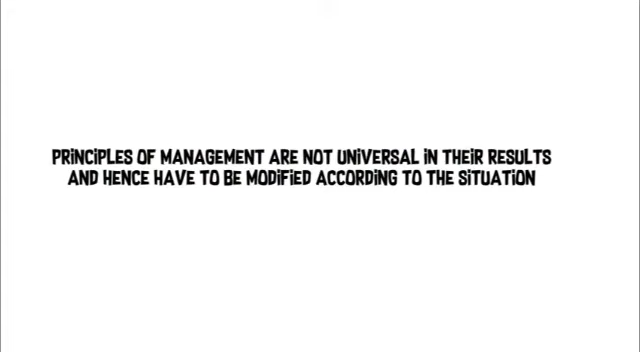 PRINCIPLES OF MANAGEMENT ARE NOT UNIVERSAL IN THEIR RESULTS
AND HENCE HAVE TO BE MODIFIED ACCORDING TO THE SITUATION